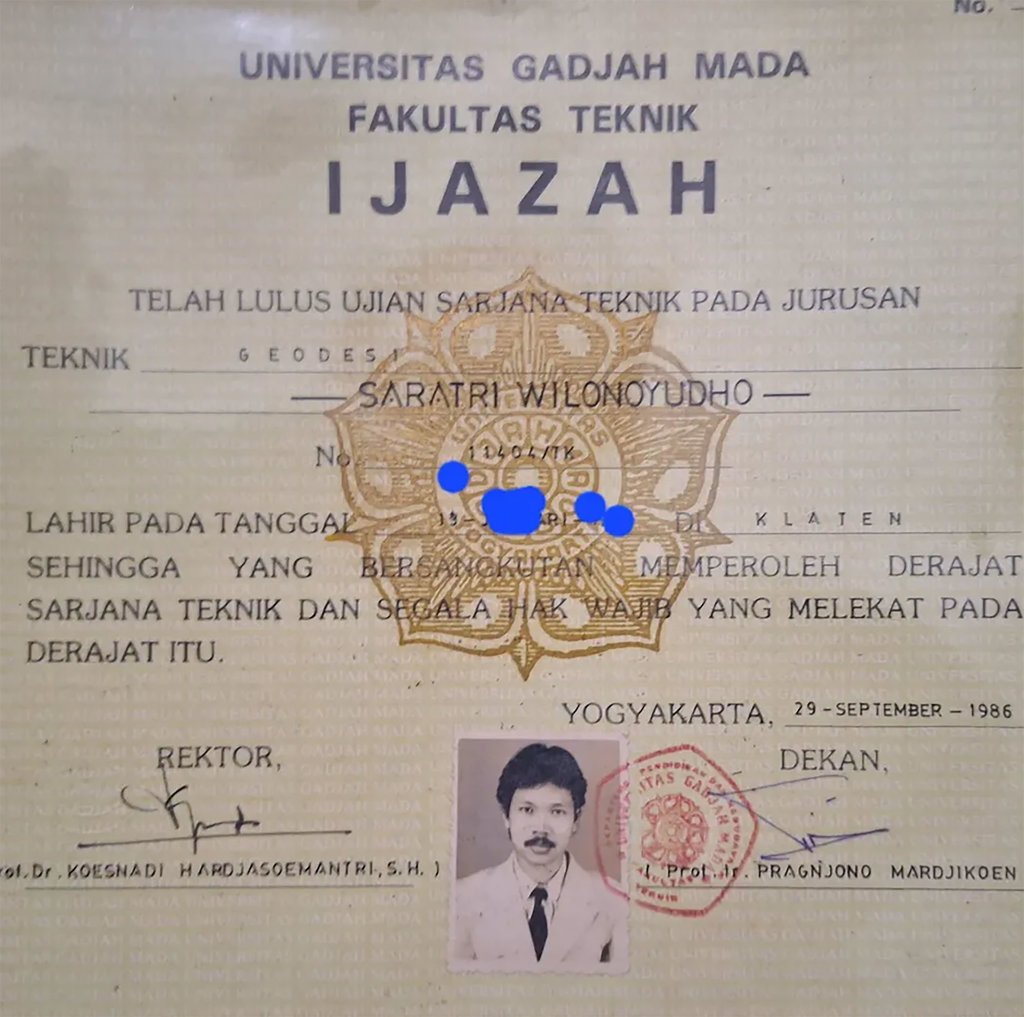 No.
UNIVERSITAS GADJAH MADA
FAKULTAS TEKNIK
IJAZAH
TELAH LULUS UJIAN SARJANA TEKNIK PADA JURUSAN
TEKNIK GEODESI
— SARATRI WILONOYUDHO —
No. 11404/TK
LAHIR PADA TANGGAL DI KLATEN
SEHINGGA YANG BERSANGKUTAN MEMPEROLEH DERAJAT
SARJANA TEKNIK DAN SEGALA HAK WAJIB YANG MELEKAT PADA
DERAJAT ITU.
YOGYAKARTA, 29-SEPTEMBER-1986
REKTOR, DEKAN,
Dr. KOESNADI HARDJASOEMANTRI, S.H. ) Prof. Ir. PRAGNJONO MARDJIKOEN